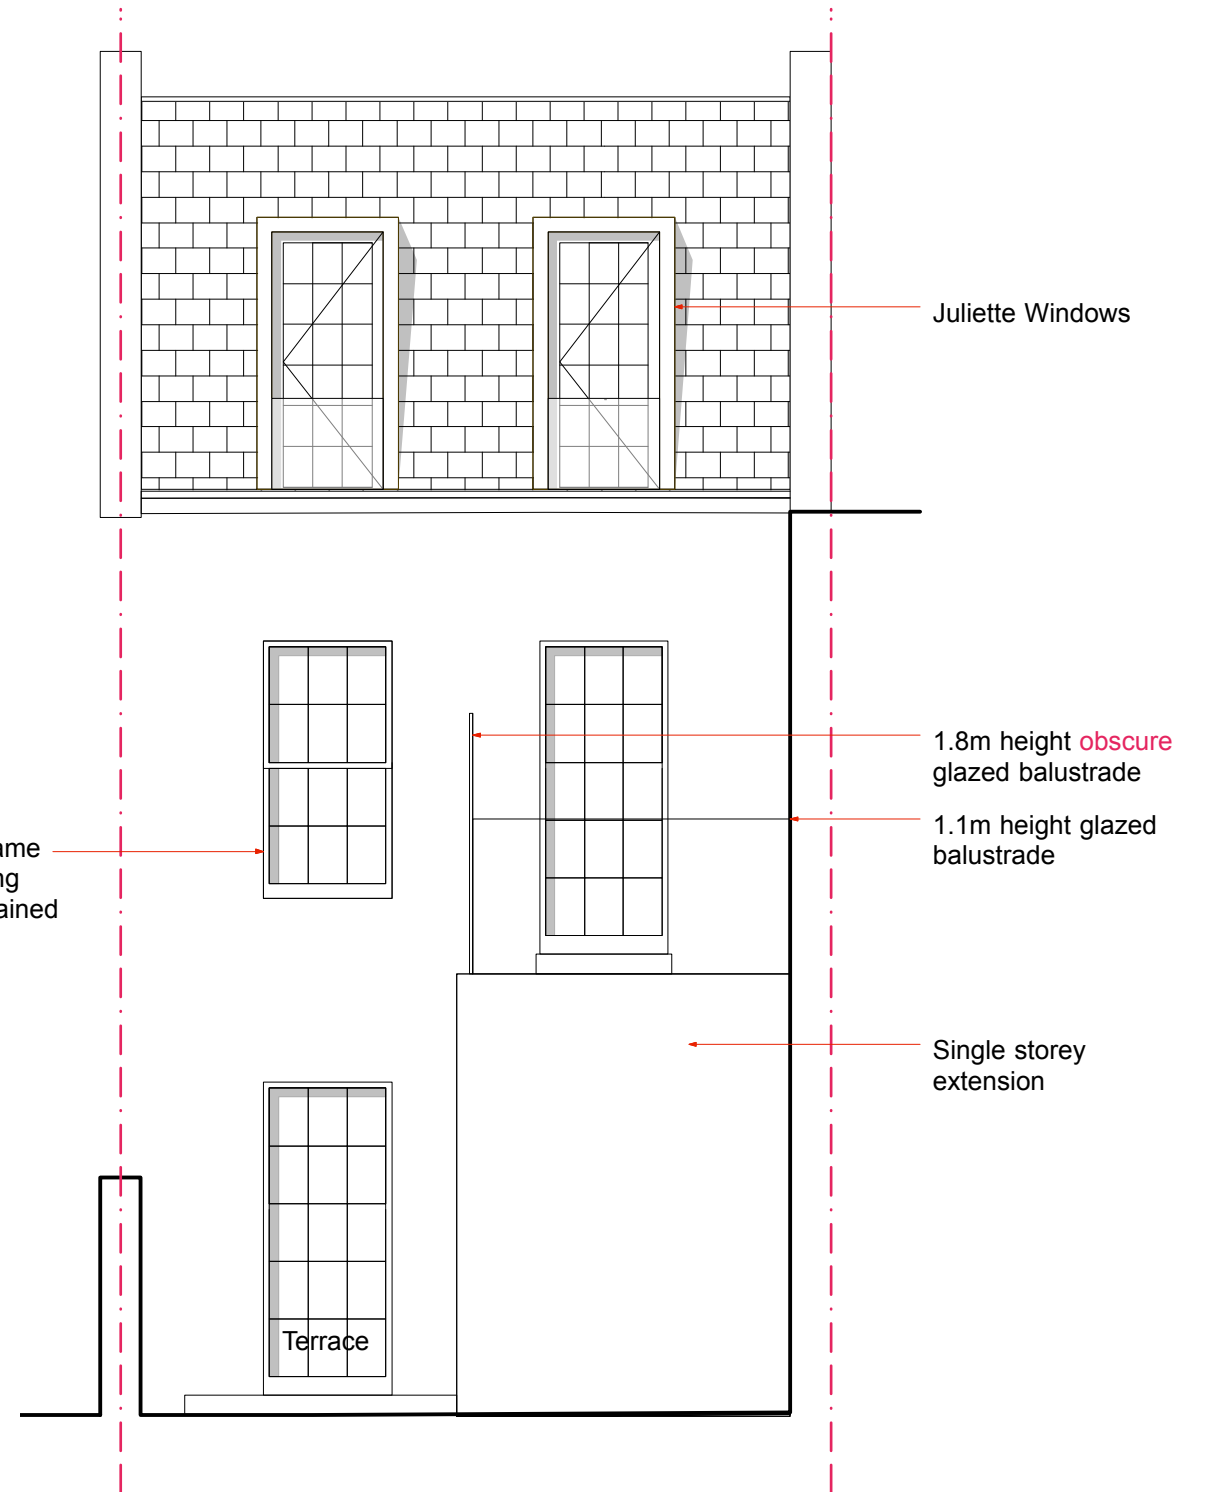 Juliette Windows
1.8m height obscure
glazed balustrade
1.1m height glazed
balustrade
Single storey
extension
Terrace